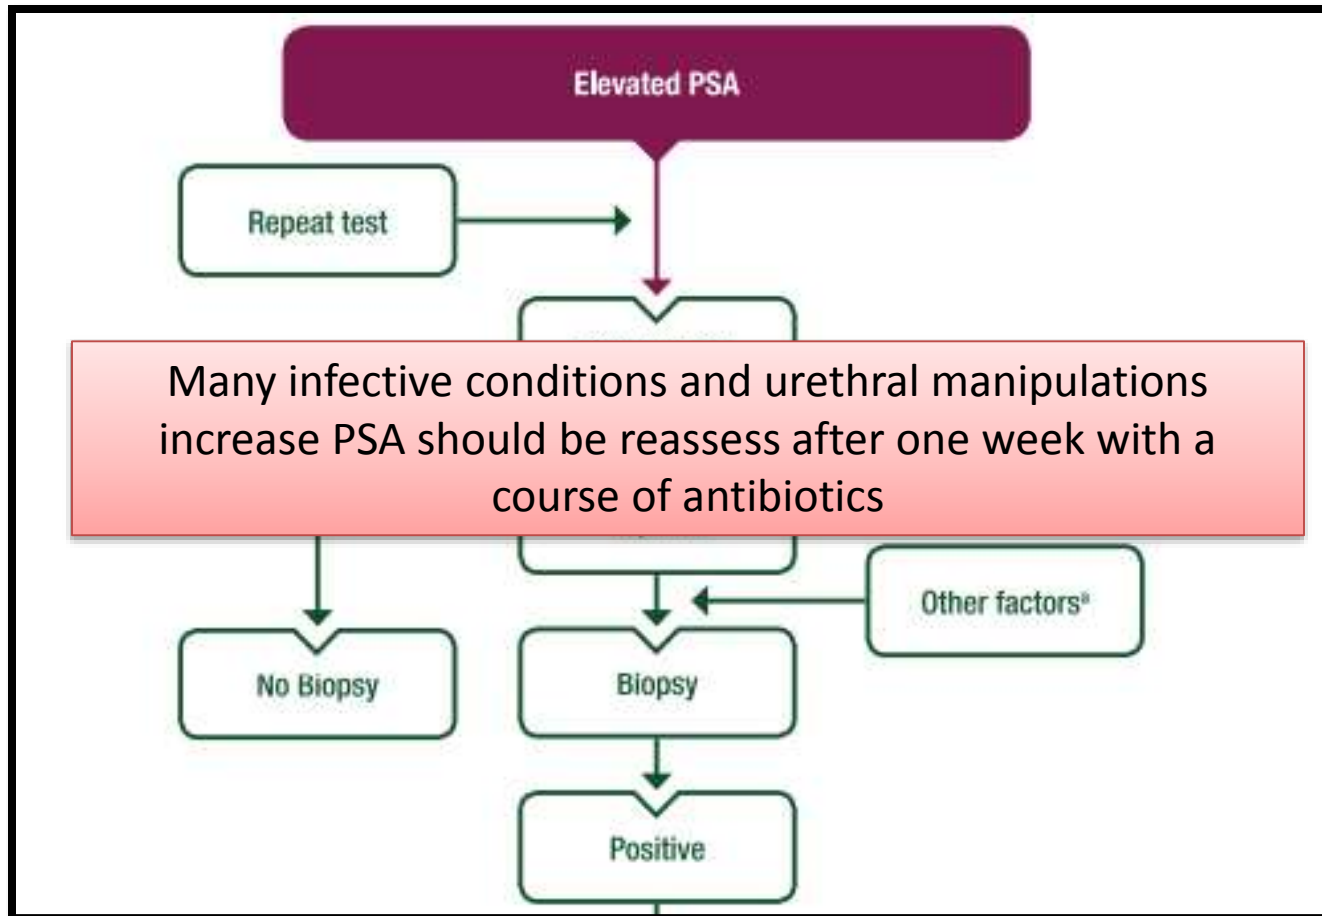 Elevated PSA
Repeat test
Many infective conditions and urethral manipulations
increase PSA should be reassess after one week with a
course of antibiotics
Other factorsᵃ
No Biopsy
Biopsy
Positive